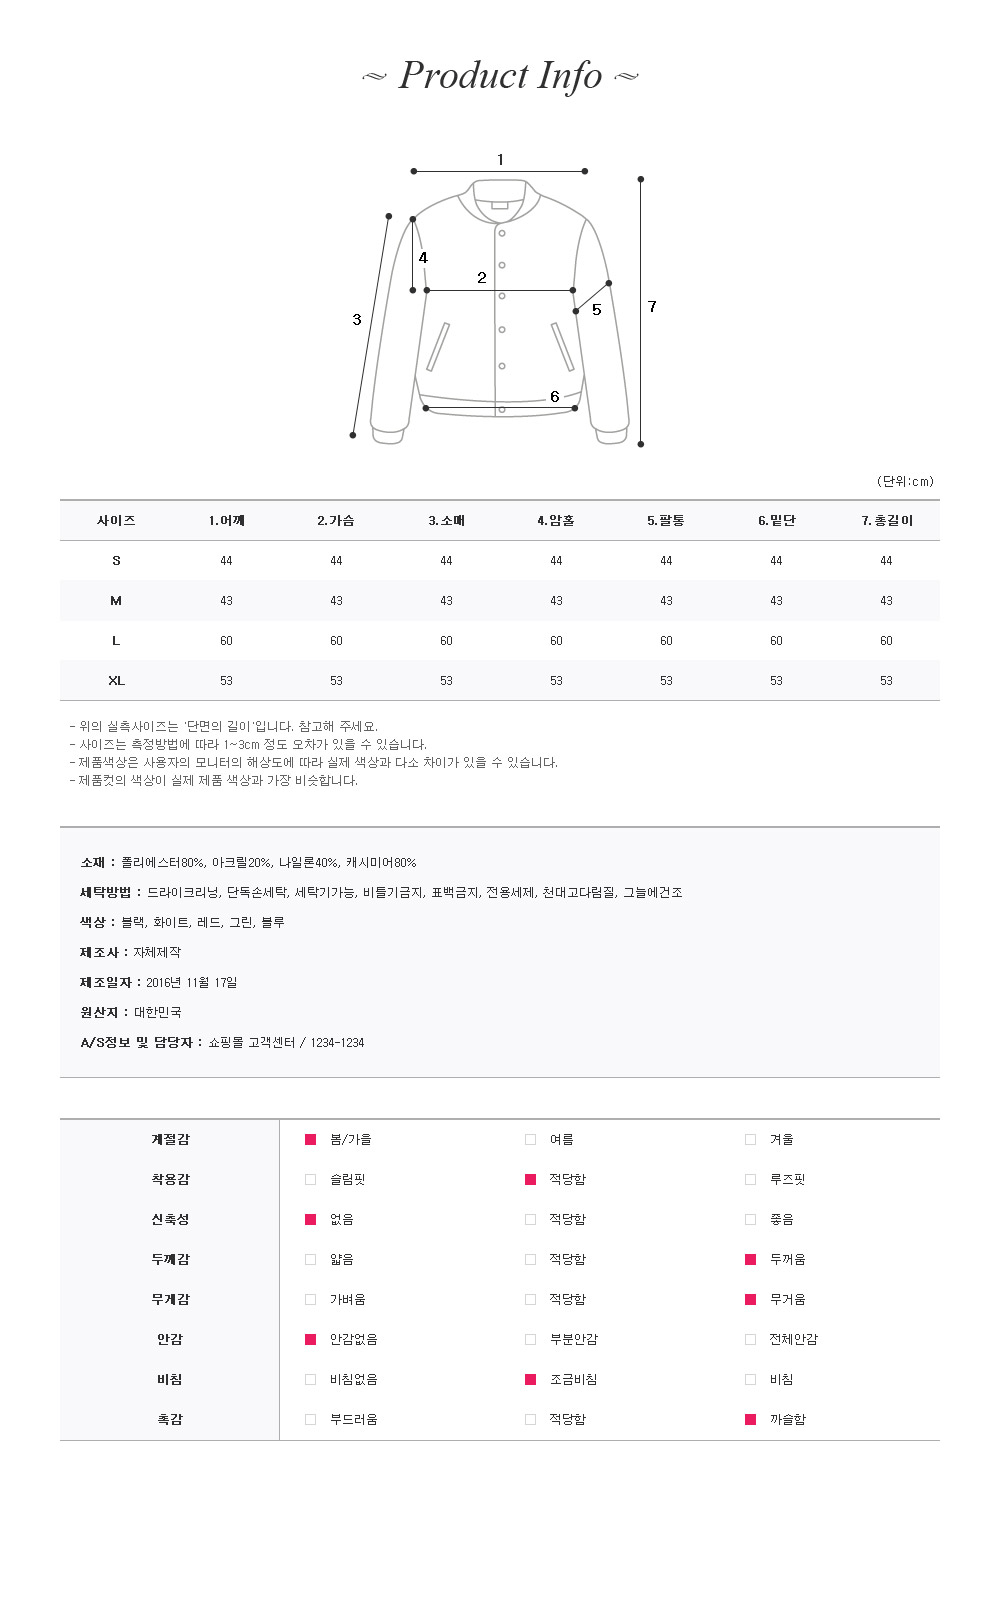 ~ Product Info ~
1
4
2
3
5
7
6
(단위:cm)
사이즈 1.어깨 2.가슴 3.소매 4.암홀 5.팔통 6.밑단 7.총길이
S 44 44 44 44 44 44 44
M 43 43 43 43 43 43 43
L 60 60 60 60 60 60 60
XL 53 53 53 53 53 53 53
- 위의 실측사이즈는 '단면의 길이'입니다. 참고해 주세요.
- 사이즈는 측정방법에 따라 1~3cm 정도 오차가 있을 수 있습니다.
- 제품색상은 사용자의 모니터의 해상도에 따라 실제 색상과 다소 차이가 있을 수 있습니다.
- 제품컷의 색상이 실제 제품 색상과 가장 비슷합니다.
소재 : 폴리에스터80%, 아크릴20%, 나일론40%, 캐시미어80%
세탁방법 : 드라이크리닝, 단독손세탁, 세탁기가능, 비틀기금지, 표백금지, 전용세제, 천대고다림질, 그늘에건조
색상 : 블랙, 화이트, 레드, 그린, 블루
제조사 : 자체제작
제조일자 : 2016년 11월 17일
원산지 : 대한민국
A/S정보 및 담당자 : 쇼핑몰 고객센터 / 1234-1234
계절감 봄/가을 여름 겨울
착용감 슬림핏 적당함 루즈핏
신축성 없음 적당함 좋음
두께감 얇음 적당함 두꺼움
무게감 가벼움 적당함 무거움
안감 안감없음 부분안감 전체안감
비침 비침없음 조금비침 비침
촉감 부드러움 적당함 까슬함